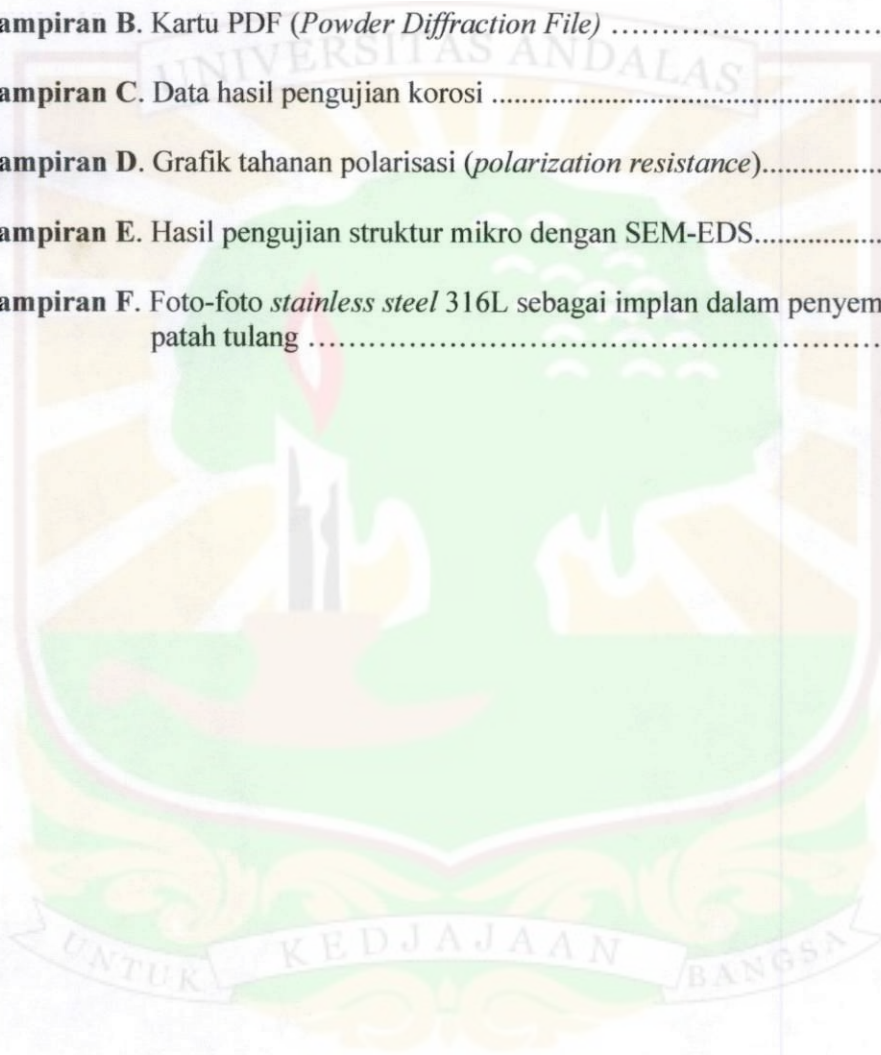 ampiran B. Kartu PDF (Powder Diffraction File) ..............................
UNIVERSITAS ANDALAS
ampiran C. Data hasil pengujian korosi ....................................................
ampiran D. Grafik tahanan polarisasi (polarization resistance)................
ampiran E. Hasil pengujian struktur mikro dengan SEM-EDS.................
ampiran F. Foto-foto stainless steel 316L sebagai implan dalam penyem
patah tulang ..................................................................
UNTUK KEDJAJAAN BANGSA